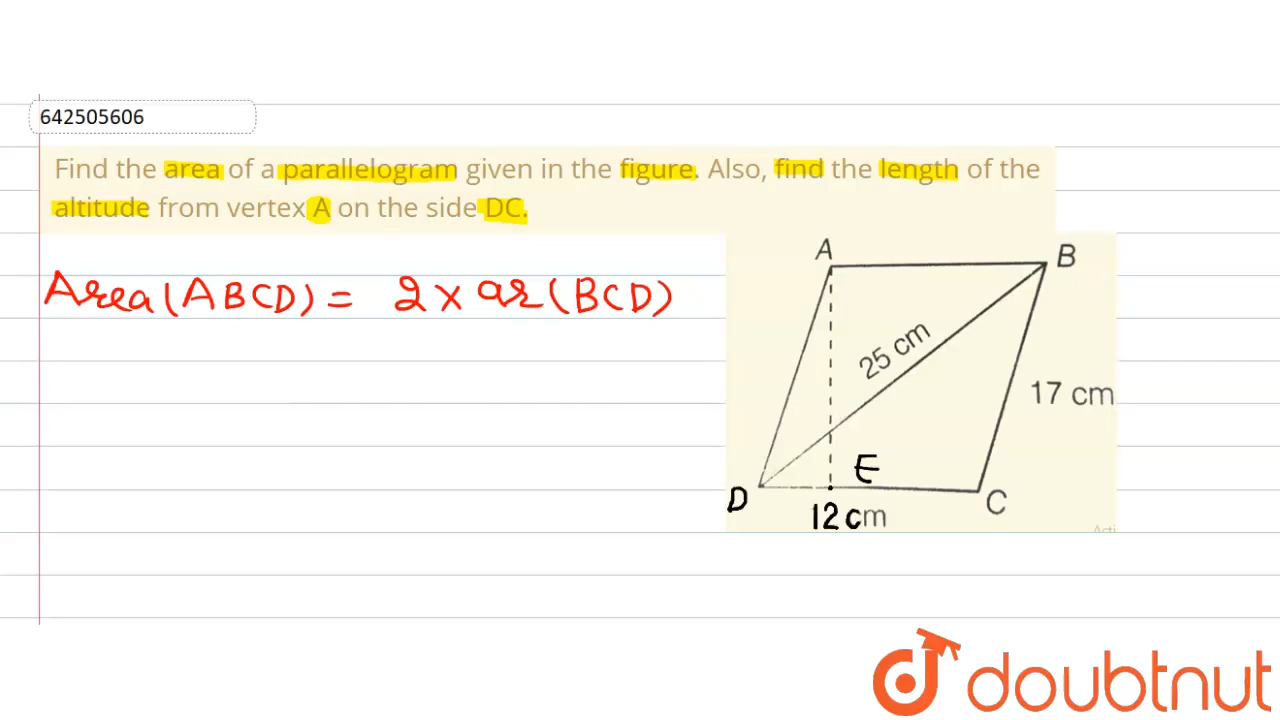 642505606
Find the area of a parallelogram given in the figure. Also, find the length of the
altitude from vertex A on the side DC.
Area(ABCD) = 2 x ar(BCD)
A
B
25 cm
17 cm
E
D
C
12 cm
doubtnut